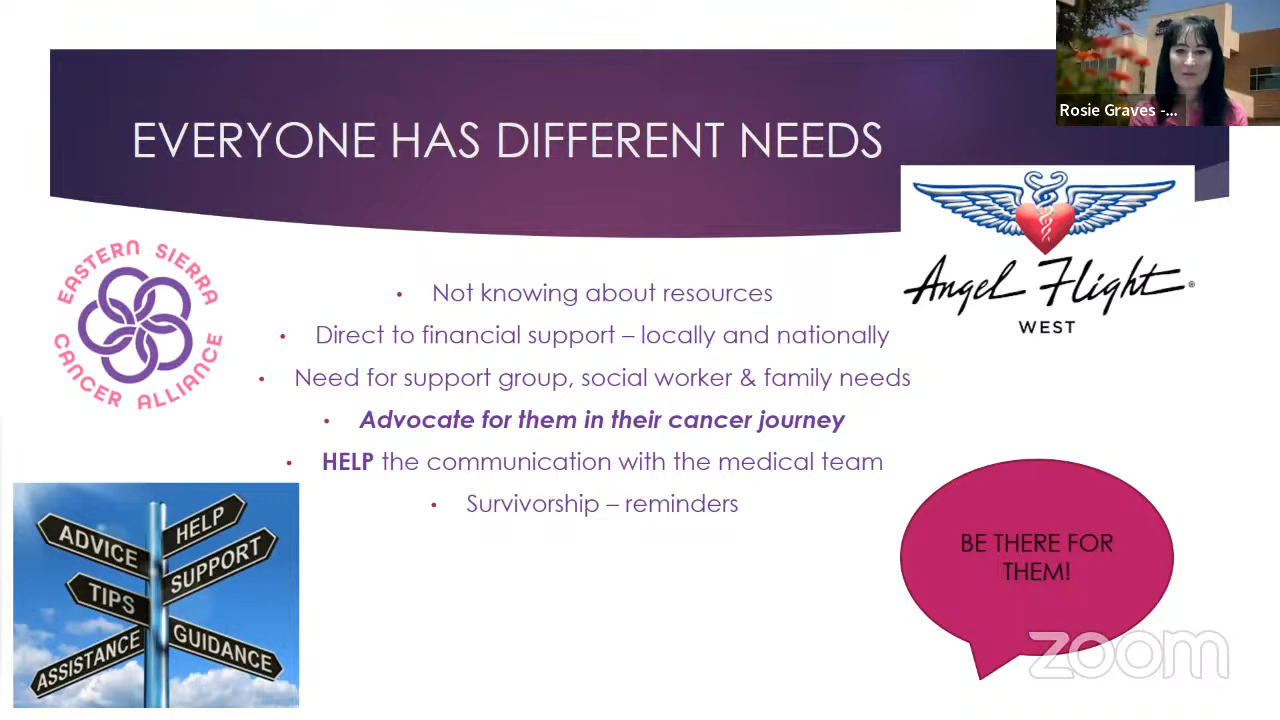 Rosie Graves -...
EVERYONE HAS DIFFERENT NEEDS
Angel Flight®
WEST
EASTERN SIERRA
CANCER ALLIANCE
• Not knowing about resources
• Direct to financial support – locally and nationally
• Need for support group, social worker & family needs
• Advocate for them in their cancer journey
• HELP the communication with the medical team
• Survivorship – reminders
HELP
ADVICE
SUPPORT
TIPS
GUIDANCE
ASSISTANCE
BE THERE FOR
THEM!
zoom